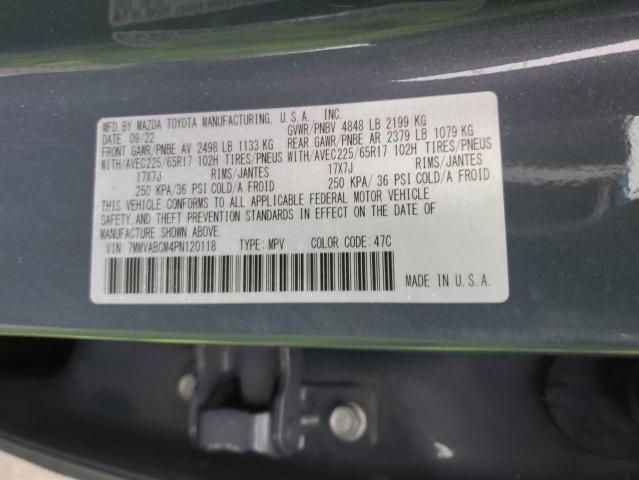 MFD. BY MAZDA TOYOTA MANUFACTURING, U.S.A., INC.
DATE 09/22 GVWR/PNBV 4848 LB 2199 KG
FRONT GAWR/PNBE AV 2498 LB 1133 KG REAR GAWR/PNBE AR 2379 LB 1079 KG
WITH/AVEC225/65R17 102H TIRES/PNEUS WITH/AVEC225/65R17 102H TIRES/PNEUS
17X7J RIMS/JANTES 17X7J RIMS/JANTES
250 KPA/36 PSI COLD/A FROID 250 KPA/36 PSI COLD/A FROID
THIS VEHICLE CONFORMS TO ALL APPLICABLE FEDERAL MOTOR VEHICLE
SAFETY, AND THEFT PREVENTION STANDARDS IN EFFECT ON THE DATE OF
MANUFACTURE SHOWN ABOVE.
VIN: 7MMVABCM4PN120118 TYPE: MPV COLOR CODE: 47C
MADE IN U.S.A.